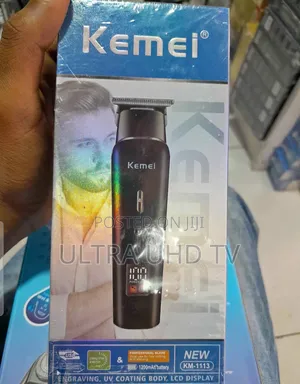 Kemei®
Kemei
Kemei
POSTED ON JIJI
ULTRA UHD TV
100
& 
1200mAh battery
NEW
KM-1113
ENGRAVING, UV COATING BODY, LCD DISPLAY